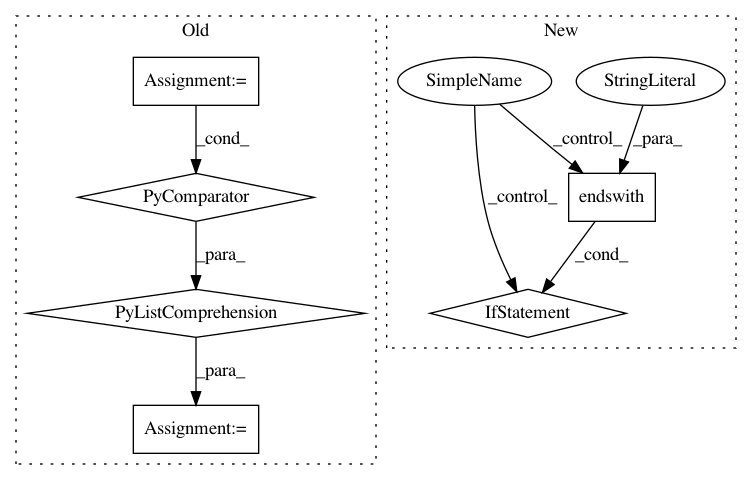 Old
New
Assignment:=
SimpleName
StringLiteral
_cond_
_control_
_para_
PyComparator
_control_
endswith
_para_
_cond_
PyListComprehension
IfStatement
_para_
Assignment:=